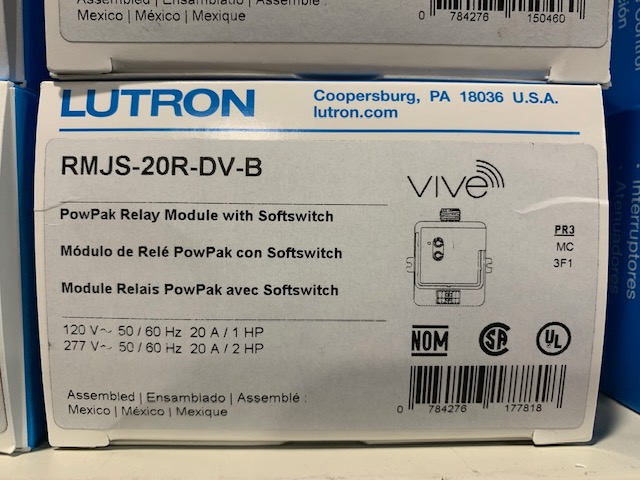 Assembled | Ensamblado | Assemblé :
Mexico | México | Mexique
0 784276 150460
LUTRON
Coopersburg, PA 18036 U.S.A.
lutron.com
RMJS-20R-DV-B
vive
PowPak Relay Module with Softswitch
Módulo de Relé PowPak con Softswitch
Module Relais PowPak avec Softswitch
PR3
MC
3F1
120 V~ 50 / 60 Hz 20 A / 1 HP
277 V~ 50 / 60 Hz 20 A / 2 HP
NOM SA UL
Assembled | Ensamblado | Assemblé :
Mexico | México | Mexique
0 784276 177818
Interruptores
Atenuadores